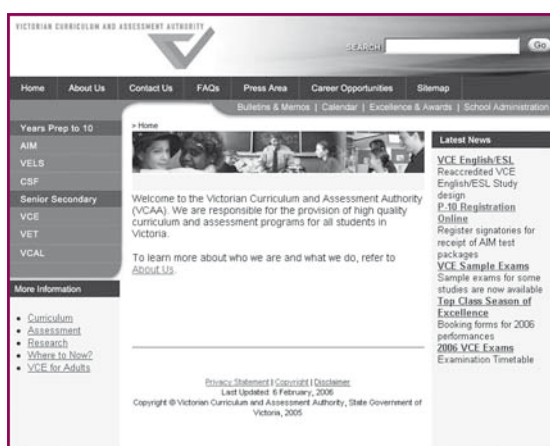 VICTORIAN CURRICULUM AND ASSESSMENT AUTHORITY
SEARCH
Go
Home
About Us
Contact Us
FAQs
Press Area
Career Opportunities
Sitemap
Bulletins & Memos | Calendar | Excellence & Awards | School Administration
Years Prep to 10
AIM
VELS
CSF
Senior Secondary
VCE
VET
VCAL
More Information
Curriculum
Assessment
Research
Where to Now?
VCE for Adults
> Home
Welcome to the Victorian Curriculum and Assessment Authority
(VCAA). We are responsible for the provision of high quality
curriculum and assessment programs for all students in
Victoria.
To learn more about who we are and what we do, refer to
About Us.
Privacy Statement | Copyright | Disclaimer
Last Updated: 6 February, 2006
Copyright © Victorian Curriculum and Assessment Authority, State Government of
Victoria, 2005
Latest News
VCE English/ESL
Reaccredited VCE
English/ESL Study
design
P-10 Registration
Online
Register signatories for
receipt of AIM test
packages
VCE Sample Exams
Sample exams for some
studies are now available
Top Class Season of
Excellence
Booking forms for 2006
performances
2006 VCE Exams
Examination Timetable